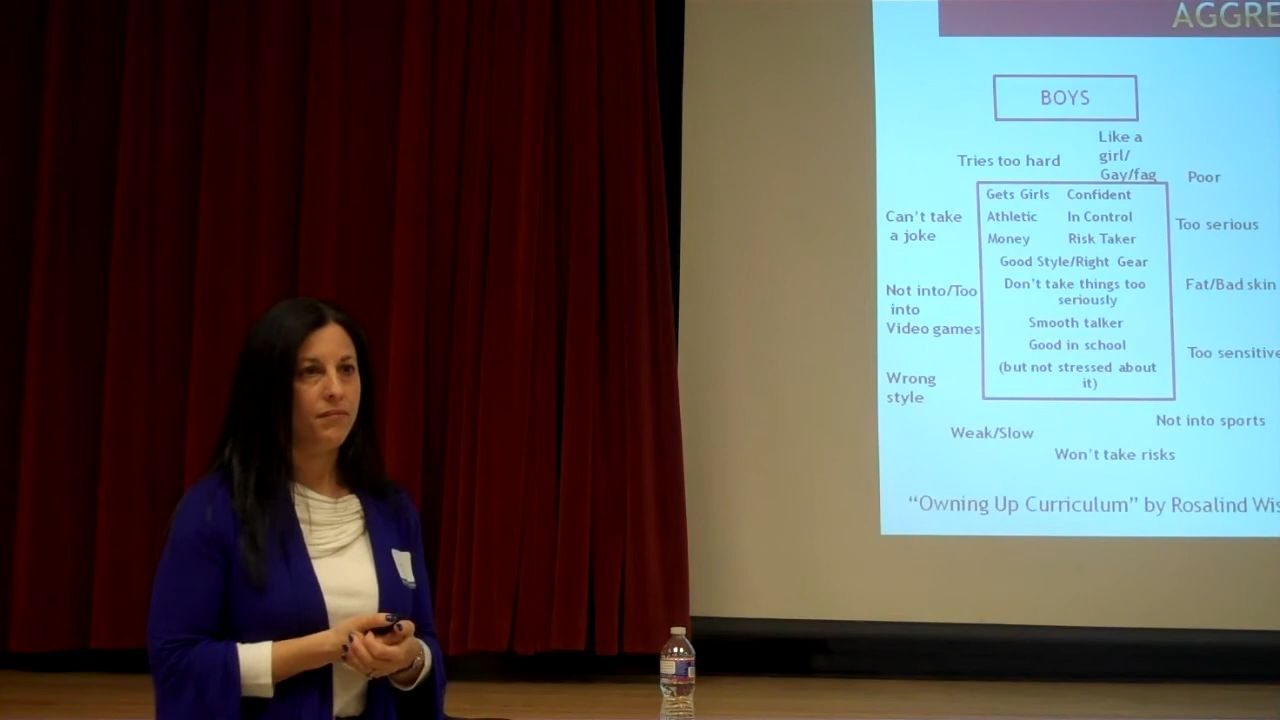 AGGRE
BOYS
Like a
girl/
Gay/fag
Tries too hard
Poor
Gets Girls Confident
Athletic In Control
Money Risk Taker
Good Style/Right Gear
Don't take things too
seriously
Smooth talker
Good in school
(but not stressed about
it)
Can't take
a joke
Too serious
Not into/Too
into
Video games
Fat/Bad skin
Too sensitive
Wrong
style
Not into sports
Weak/Slow
Won't take risks
"Owning Up Curriculum" by Rosalind Wis